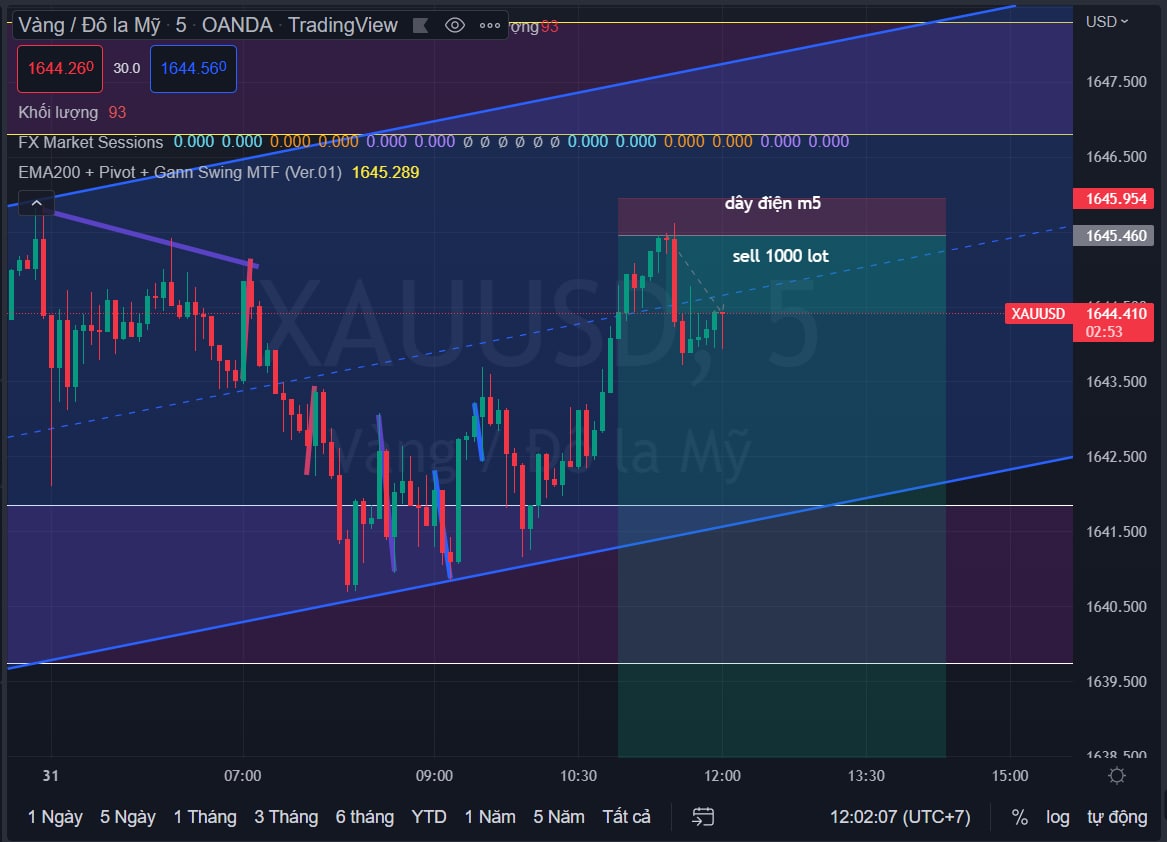 Vàng / Đô la Mỹ · 5 · OANDA · TradingView ợng93
1644.260 30.0 1644.560
Khối lượng 93
FX Market Sessions 0.000 0.000 0.000 0.000 0.000 0.000 ø ø ø ø ø ø 0.000 0.000 0.000 0.000 0.000 0.000
EMA200 + Pivot + Gann Swing MTF (Ver.01) 1645.289
dây điện m5
sell 1000 lot
XAUUSD, 5
Vàng / Đô la Mỹ
USD
1647.500
1646.500
1645.954
1645.460
XAUUSD 1644.410
02:53
1643.500
1642.500
1641.500
1640.500
1639.500
1638.500
31 07:00 09:00 10:30 12:00 13:30 15:00
1 Ngày 5 Ngày 1 Tháng 3 Tháng 6 tháng YTD 1 Năm 5 Năm Tất cả 12:02:07 (UTC+7) % log tự động